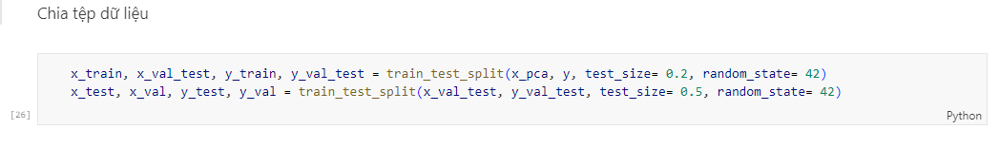 Chia tệp dữ liệu
x_train, x_val_test, y_train, y_val_test = train_test_split(x_pca, y, test_size= 0.2, random_state= 42)
x_test, x_val, y_test, y_val = train_test_split(x_val_test, y_val_test, test_size= 0.5, random_state= 42)
[26]
Python